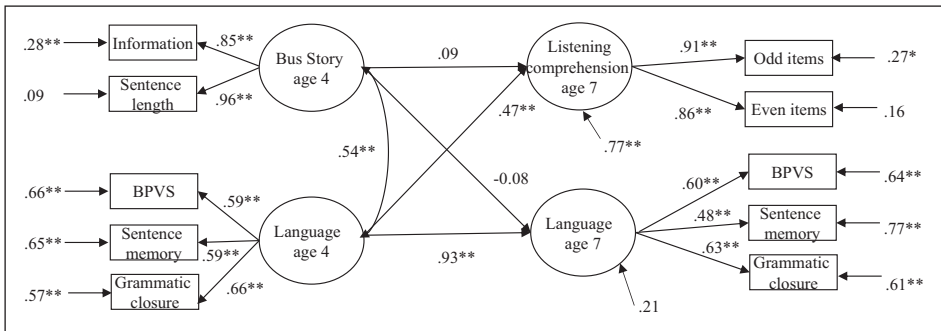 .28**
Information
.85**
Bus Story
age 4
.09
Sentence
length
.96**
.09
Listening
comprehension
age 7
.91**
Odd items
.27*
.86**
Even items
.16
.47**
.77**
.54**
-0.08
.66**
BPVS
.59**
.65**
Sentence
memory
.59**
.57**
Grammatic
closure
.66**
Language
age 4
.93**
Language
age 7
.21
.60**
BPVS
.64**
.48**
Sentence
memory
.77**
.63**
Grammatic
closure
.61**